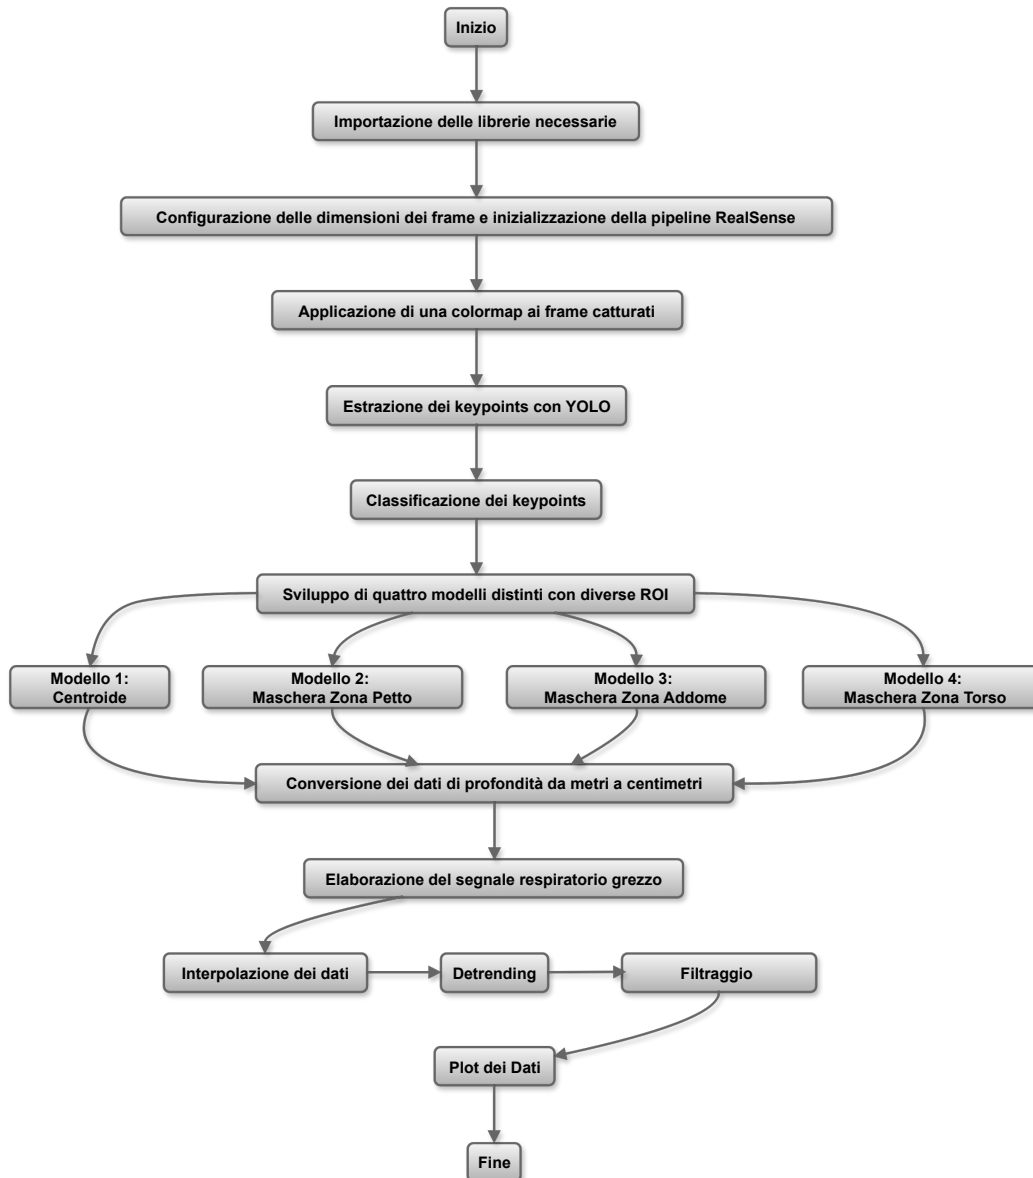 Inizio
Importazione delle librerie necessarie
Configurazione delle dimensioni dei frame e inizializzazione della pipeline RealSense
Applicazione di una colormap ai frame catturati
Estrazione dei keypoints con YOLO
Classificazione dei keypoints
Sviluppo di quattro modelli distinti con diverse ROI
Modello 1:
Centroide
Modello 2:
Maschera Zona Petto
Modello 3:
Maschera Zona Addome
Modello 4:
Maschera Zona Torso
Conversione dei dati di profondità da metri a centimetri
Elaborazione del segnale respiratorio grezzo
Interpolazione dei dati
Detrending
Filtraggio
Plot dei Dati
Fine